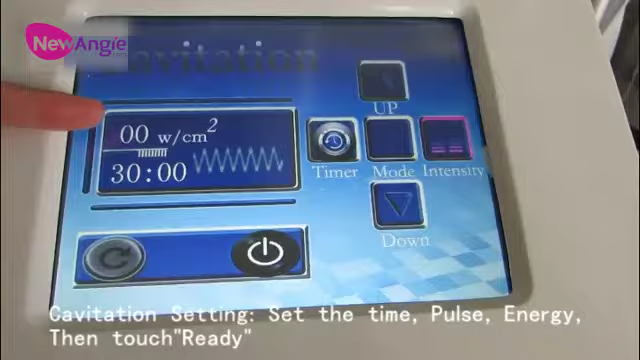 NewAngie
Cavitation
00 w/cm²
30:00
UP
Timer
Mode
Intensity
Down
Cavitation Setting: Set the time, Pulse, Energy,
Then touch"Ready"